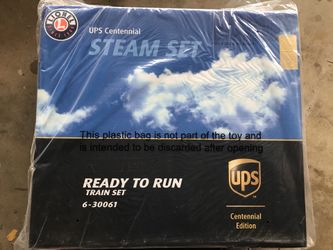 LIONEL
L
UPS Centennial
STEAM SET
This plastic bag is not part of the toy and
is intended to be discarded after opening
READY TO RUN
TRAIN SET
6-30061
ups
Centennial
Edition